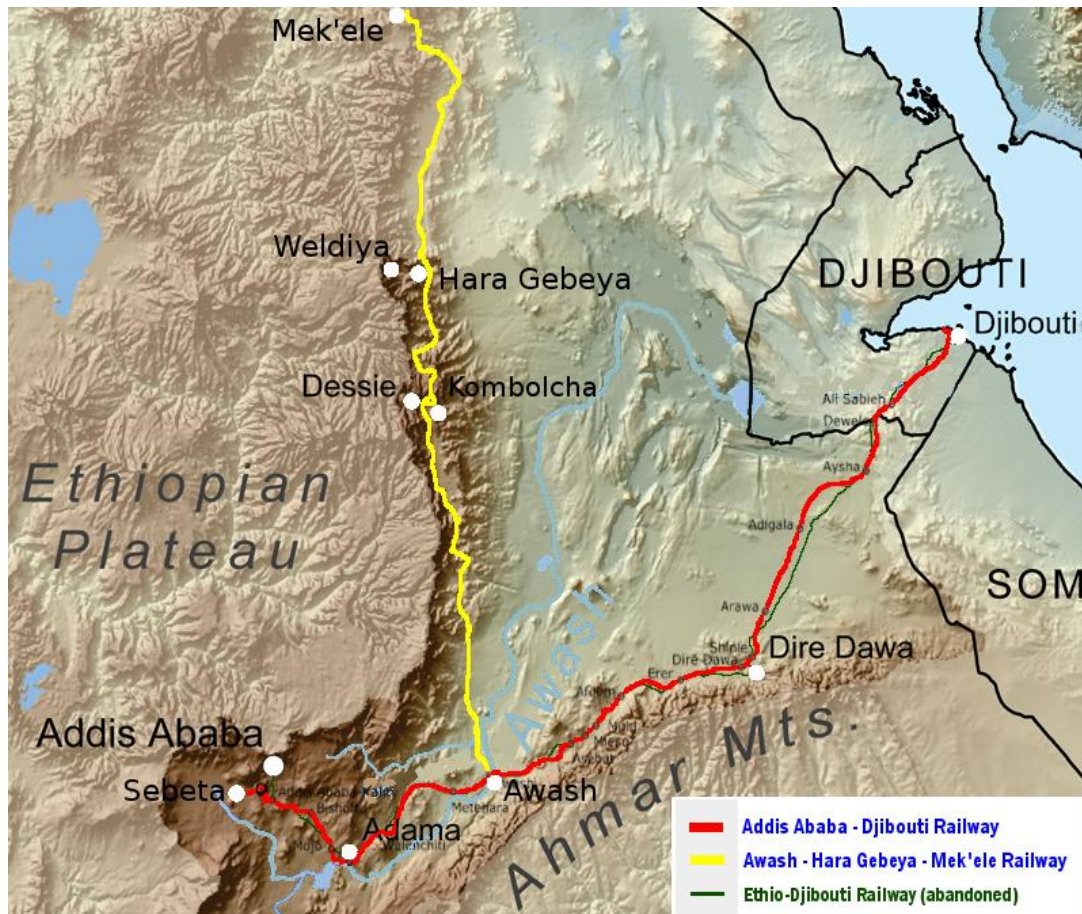 Mek'ele
Weldiya
Hara Gebeya
DJIBOUTI
Djibouti
Dessie
Kombolcha
Ali Sabieh
Dewele
Aysha
Ethiopian
Plateau
Adigala
SOM
Awash
Arawa
Shinile
Dire Dawa
Dire Dawa
Erer
Afdem
Mulu
Mieso
Asebot
Ahmar Mts.
Addis Ababa
Sebeta
Bishoftu
Metehara
Awash
Adama
Mojo
Welenchiti
Addis Ababa - Djibouti Railway
Awash - Hara Gebeya - Mek'ele Railway
Ethio-Djibouti Railway (abandoned)